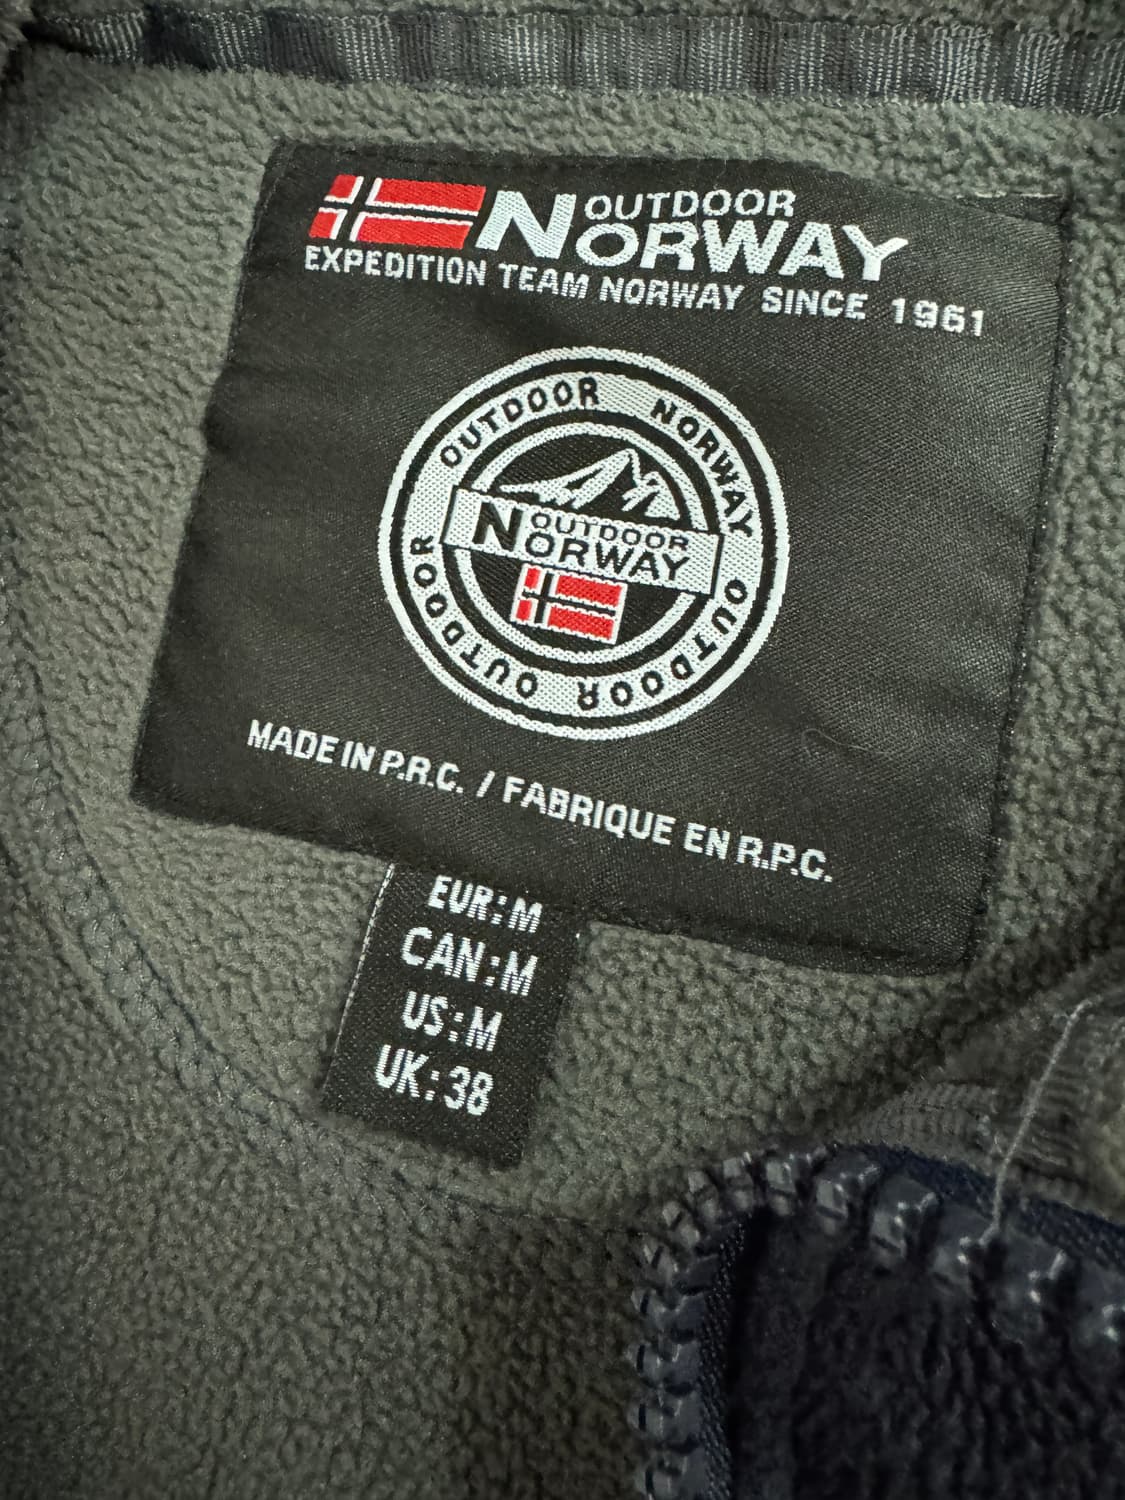 OUTDOOR
NORWAY
EXPEDITION TEAM NORWAY SINCE 1961
OUTDOOR NORWAY OUTDOOR OUTDOOR
OUTDOOR
NORWAY
MADE IN P.R.C. / FABRIQUE EN R.P.C.
EUR:M
CAN:M
US:M
UK:38